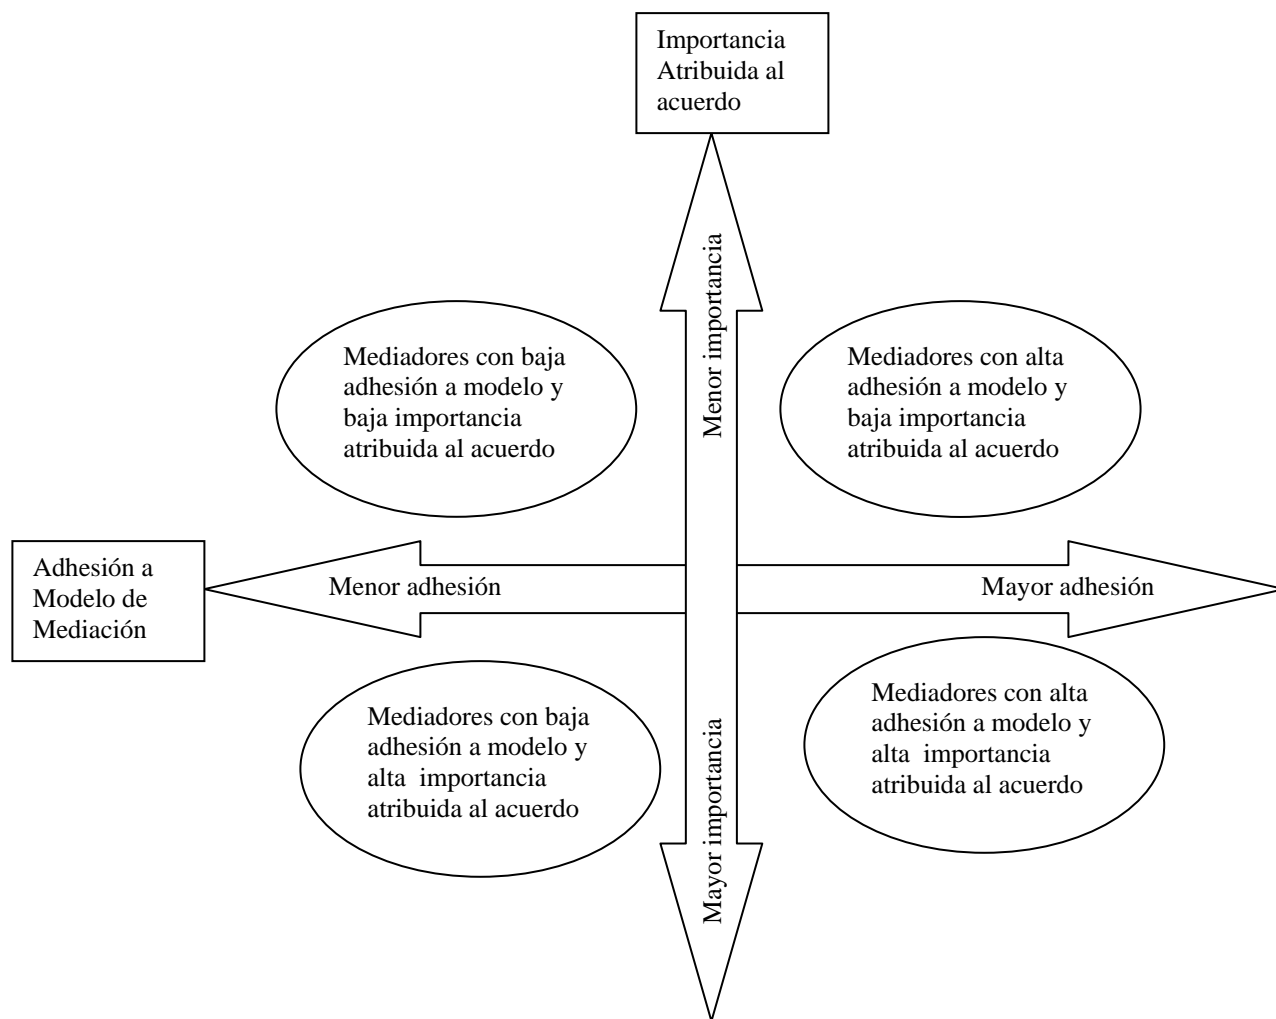 Importancia
Atribuida al
acuerdo
Menor importancia
Mediadores con baja
adhesión a modelo y
baja importancia
atribuida al acuerdo
Mediadores con alta
adhesión a modelo y
baja importancia
atribuida al acuerdo
Adhesión a
Modelo de
Mediación
Menor adhesión
Mayor adhesión
Mediadores con baja
adhesión a modelo y
alta  importancia
atribuida al acuerdo
Mayor importancia
Mediadores con alta
adhesión a modelo y
alta  importancia
atribuida al acuerdo